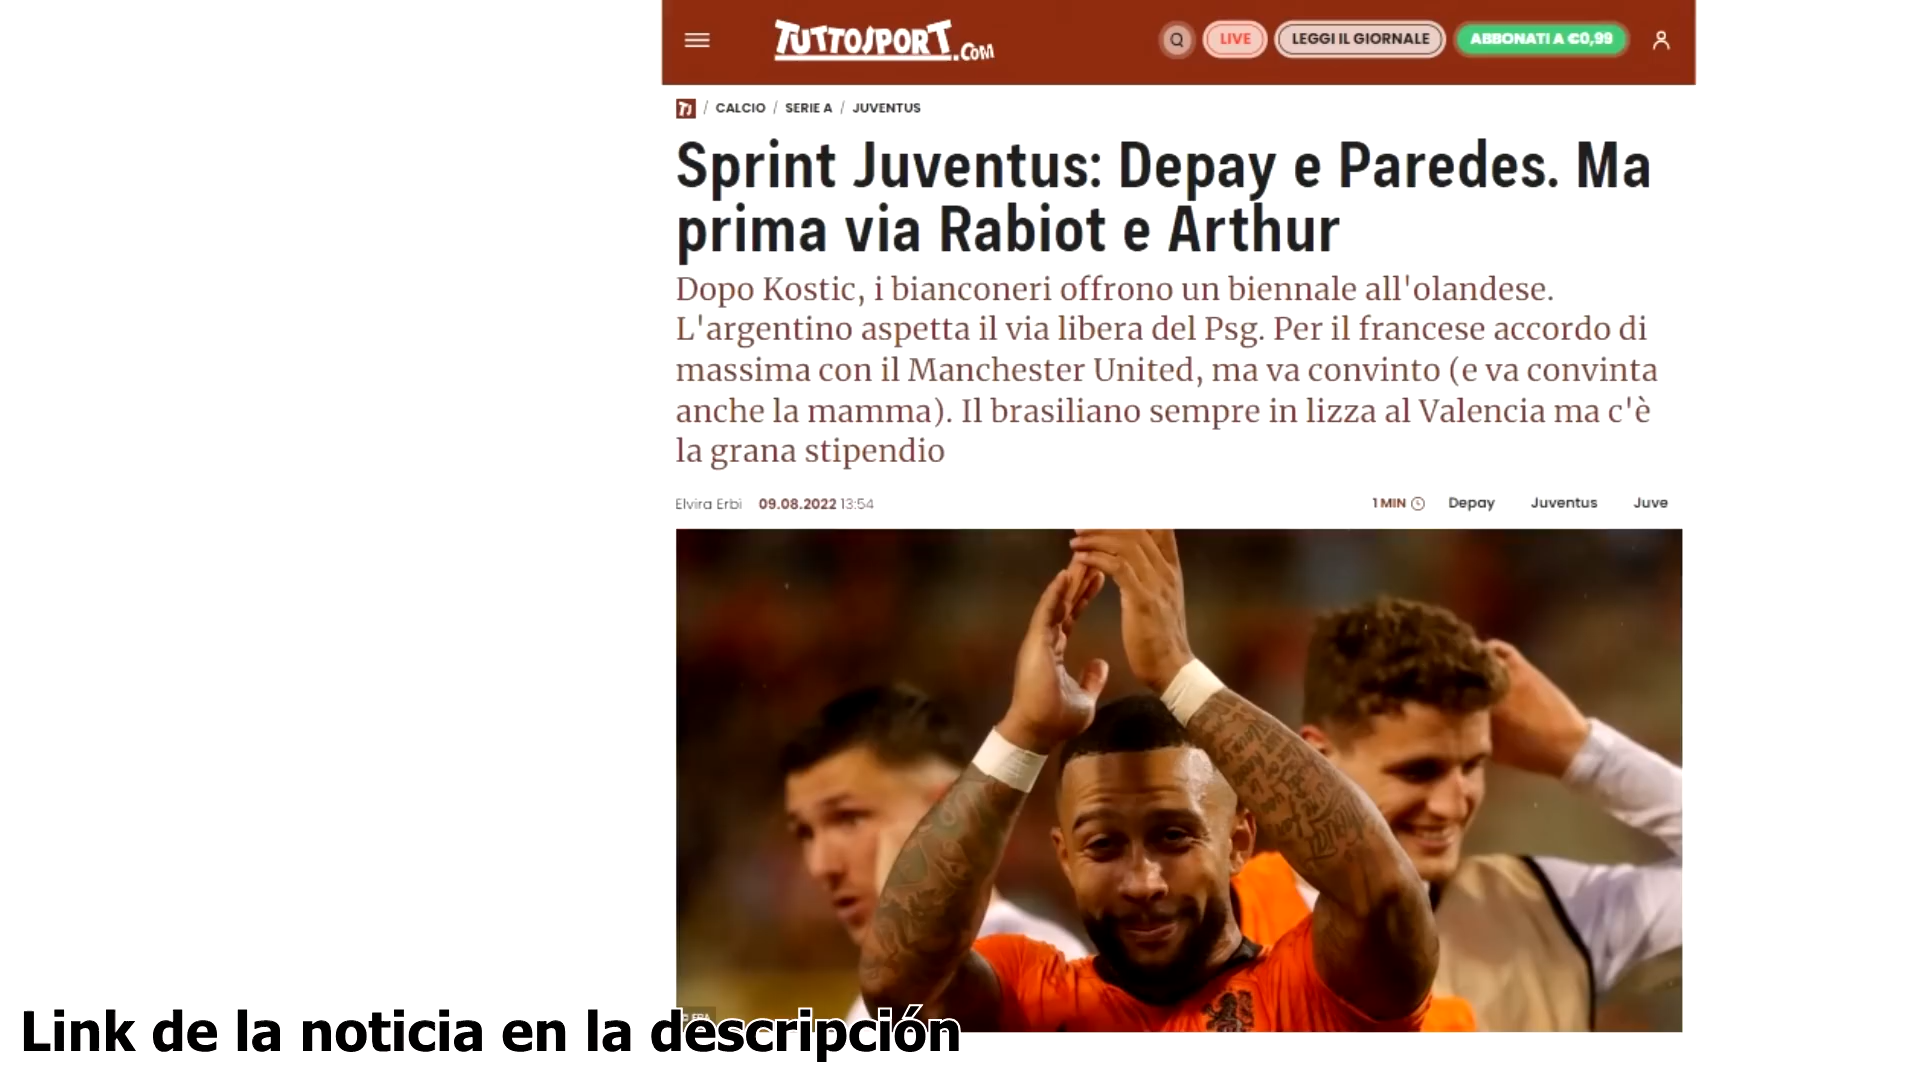 TUTTOSPORT.COM
LIVE
LEGGI IL GIORNALE
ABBONATI A €0,99
TS / CALCIO / SERIE A / JUVENTUS
Sprint Juventus: Depay e Paredes. Ma
prima via Rabiot e Arthur
Dopo Kostic, i bianconeri offrono un biennale all'olandese.
L'argentino aspetta il via libera del Psg. Per il francese accordo di
massima con il Manchester United, ma va convinto (e va convinta
anche la mamma). Il brasiliano sempre in lizza al Valencia ma c'è
la grana stipendio
Elvira Erbì 09.08.2022 13:54
1 MIN Depay Juventus Juve
Link de la noticia en la descripción